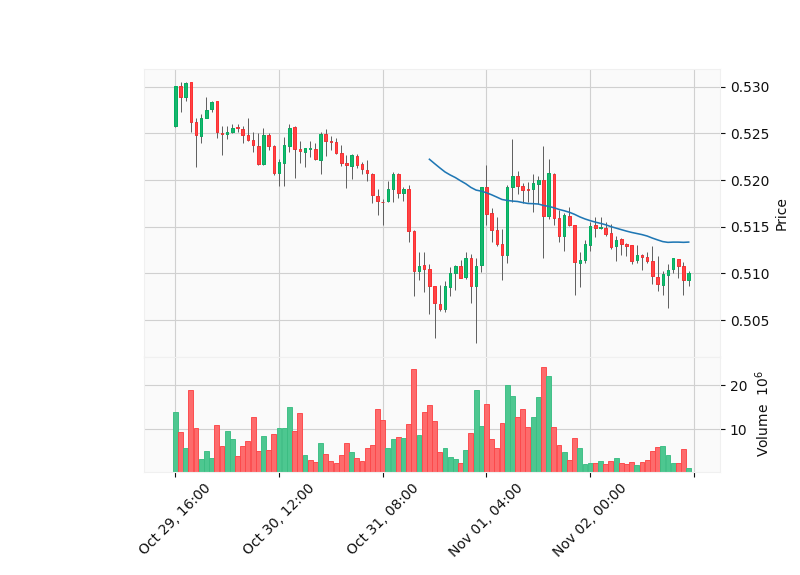 0.530
0.525
0.520
0.515
0.510
0.505
Price
20
10
Volume 10^6
Oct 29, 16:00
Oct 30, 12:00
Oct 31, 08:00
Nov 01, 04:00
Nov 02, 00:00